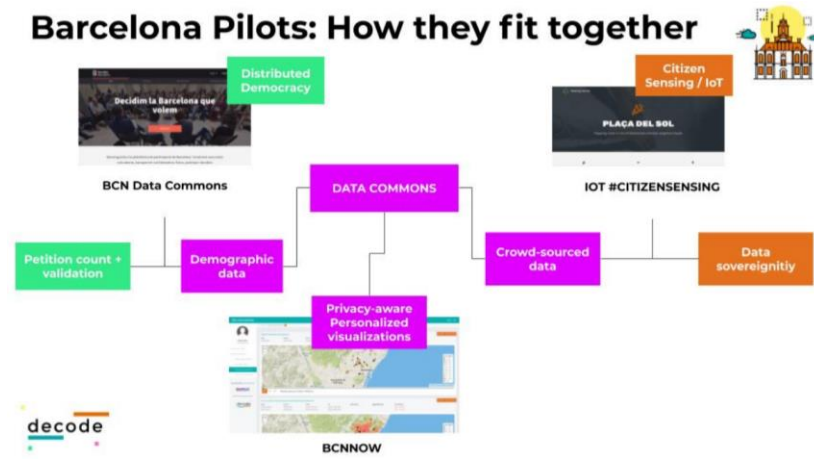 Barcelona Pilots: How they fit together
Distributed
Democracy
Decidim la Barcelona que
volem
BCN Data Commons
Citizen
Sensing / IoT
PLAÇA DEL SOL
IOT #CITIZENSENSING
DATA COMMONS
Petition count +
validation
Demographic
data
Crowd-sourced
data
Data
sovereignitiy
Privacy-aware
Personalized
visualizations
BCNNOW
decode